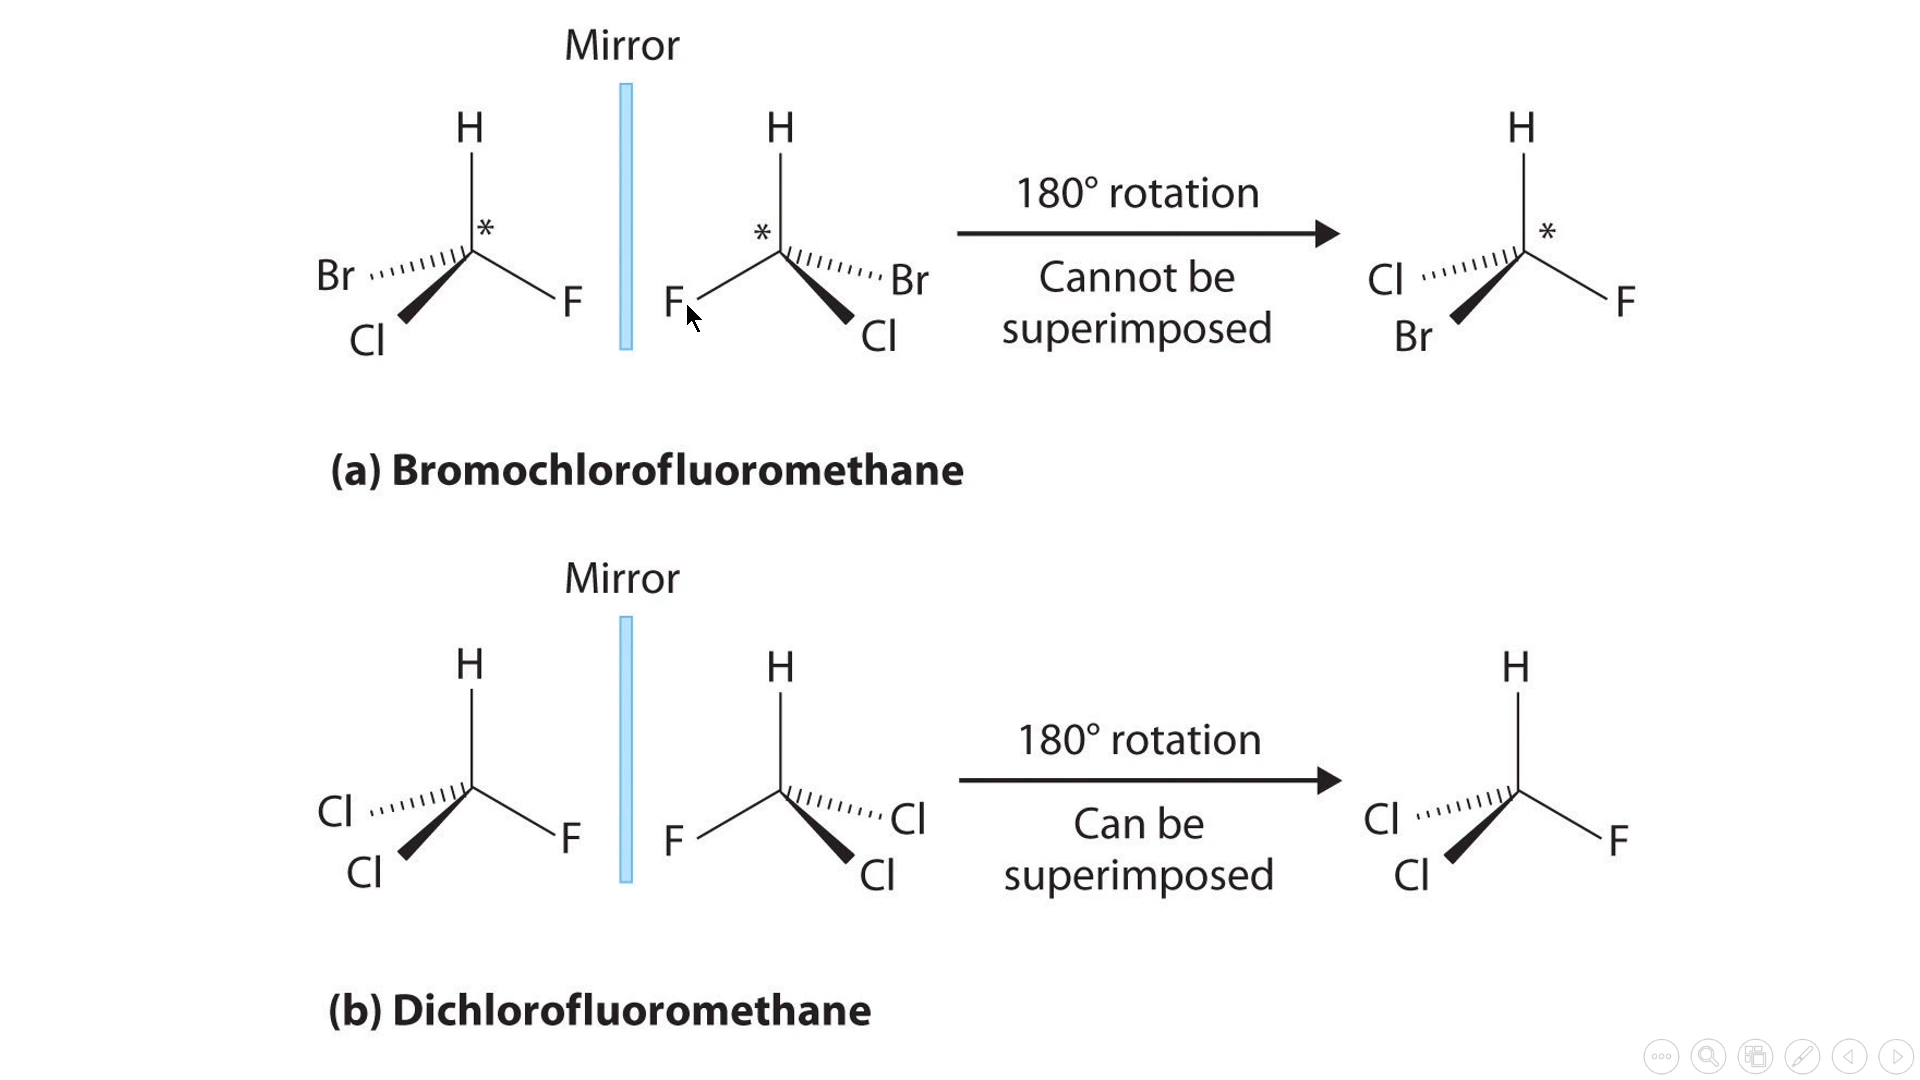 Mirror
H
*
Br
Cl
F
H
*
F
Br
Cl
180° rotation
Cannot be
superimposed
H
*
Cl
Br
F
(a) Bromochlorofluoromethane
Mirror
H
Cl
Cl
F
H
F
Cl
Cl
180° rotation
Can be
superimposed
H
Cl
Cl
F
(b) Dichlorofluoromethane